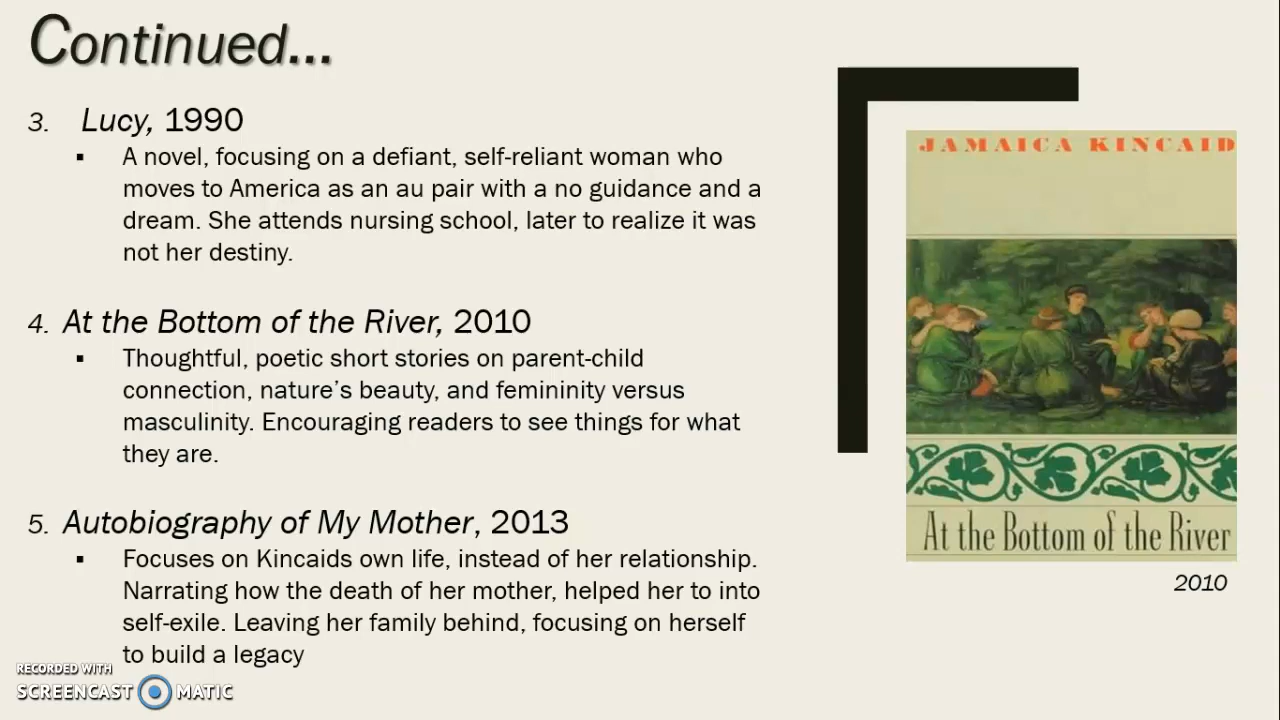 Continued...
3. Lucy, 1990
▪ A novel, focusing on a defiant, self-reliant woman who
moves to America as an au pair with a no guidance and a
dream. She attends nursing school, later to realize it was
not her destiny.
4. At the Bottom of the River, 2010
▪ Thoughtful, poetic short stories on parent-child
connection, nature’s beauty, and femininity versus
masculinity. Encouraging readers to see things for what
they are.
5. Autobiography of My Mother, 2013
▪ Focuses on Kincaids own life, instead of her relationship.
Narrating how the death of her mother, helped her to into
self-exile. Leaving her family behind, focusing on herself
to build a legacy
JAMAICA KINCAID
At the Bottom of the River
2010
RECORDED WITH
SCREENCAST MATIC